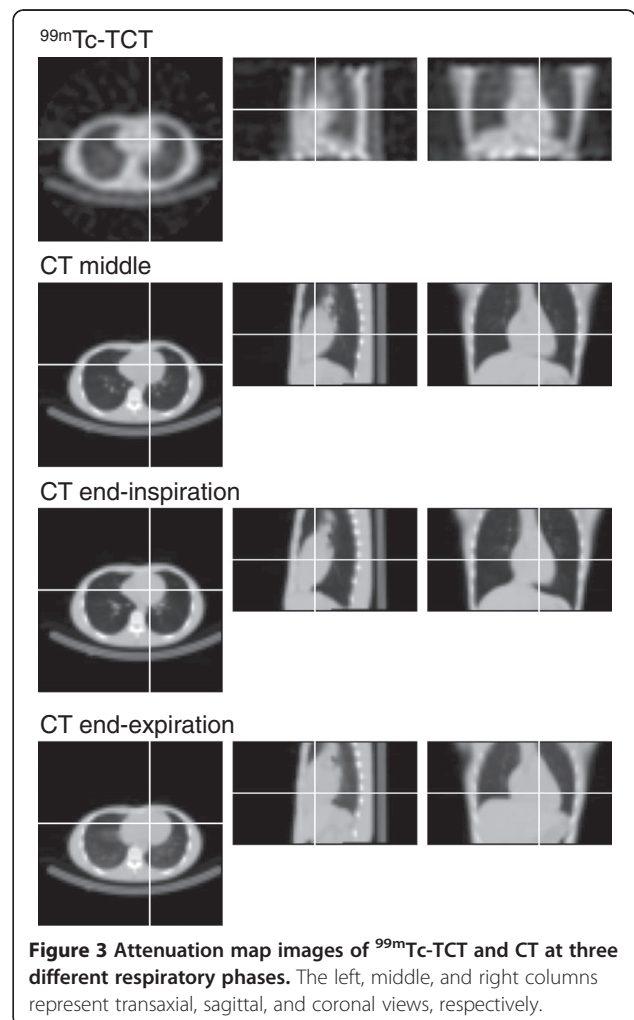 99mTc-TCT
CT middle
CT end-inspiration
CT end-expiration
Figure 3 Attenuation map images of 99mTc-TCT and CT at three
different respiratory phases. The left, middle, and right columns
represent transaxial, sagittal, and coronal views, respectively.